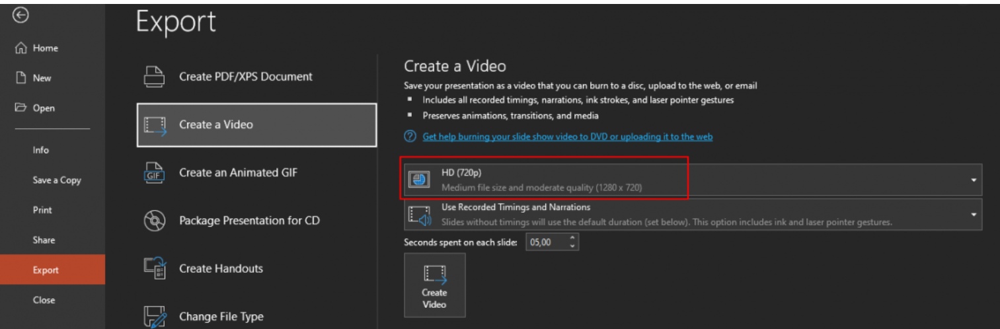 Export
Home
New
Open
Info
Save a Copy
Print
Share
Export
Close
Create PDF/XPS Document
Create a Video
Create an Animated GIF
GIF
Package Presentation for CD
Create Handouts
Change File Type
Create a Video
Save your presentation as a video that you can burn to a disc, upload to the web, or email
Includes all recorded timings, narrations, ink strokes, and laser pointer gestures
Preserves animations, transitions, and media
Get help burning your slide show video to DVD or uploading it to the web
HD (720p)
Medium file size and moderate quality (1280 x 720)
Use Recorded Timings and Narrations
Slides without timings will use the default duration (set below). This option includes ink and laser pointer gestures.
Seconds spent on each slide: 05,00
Create
Video